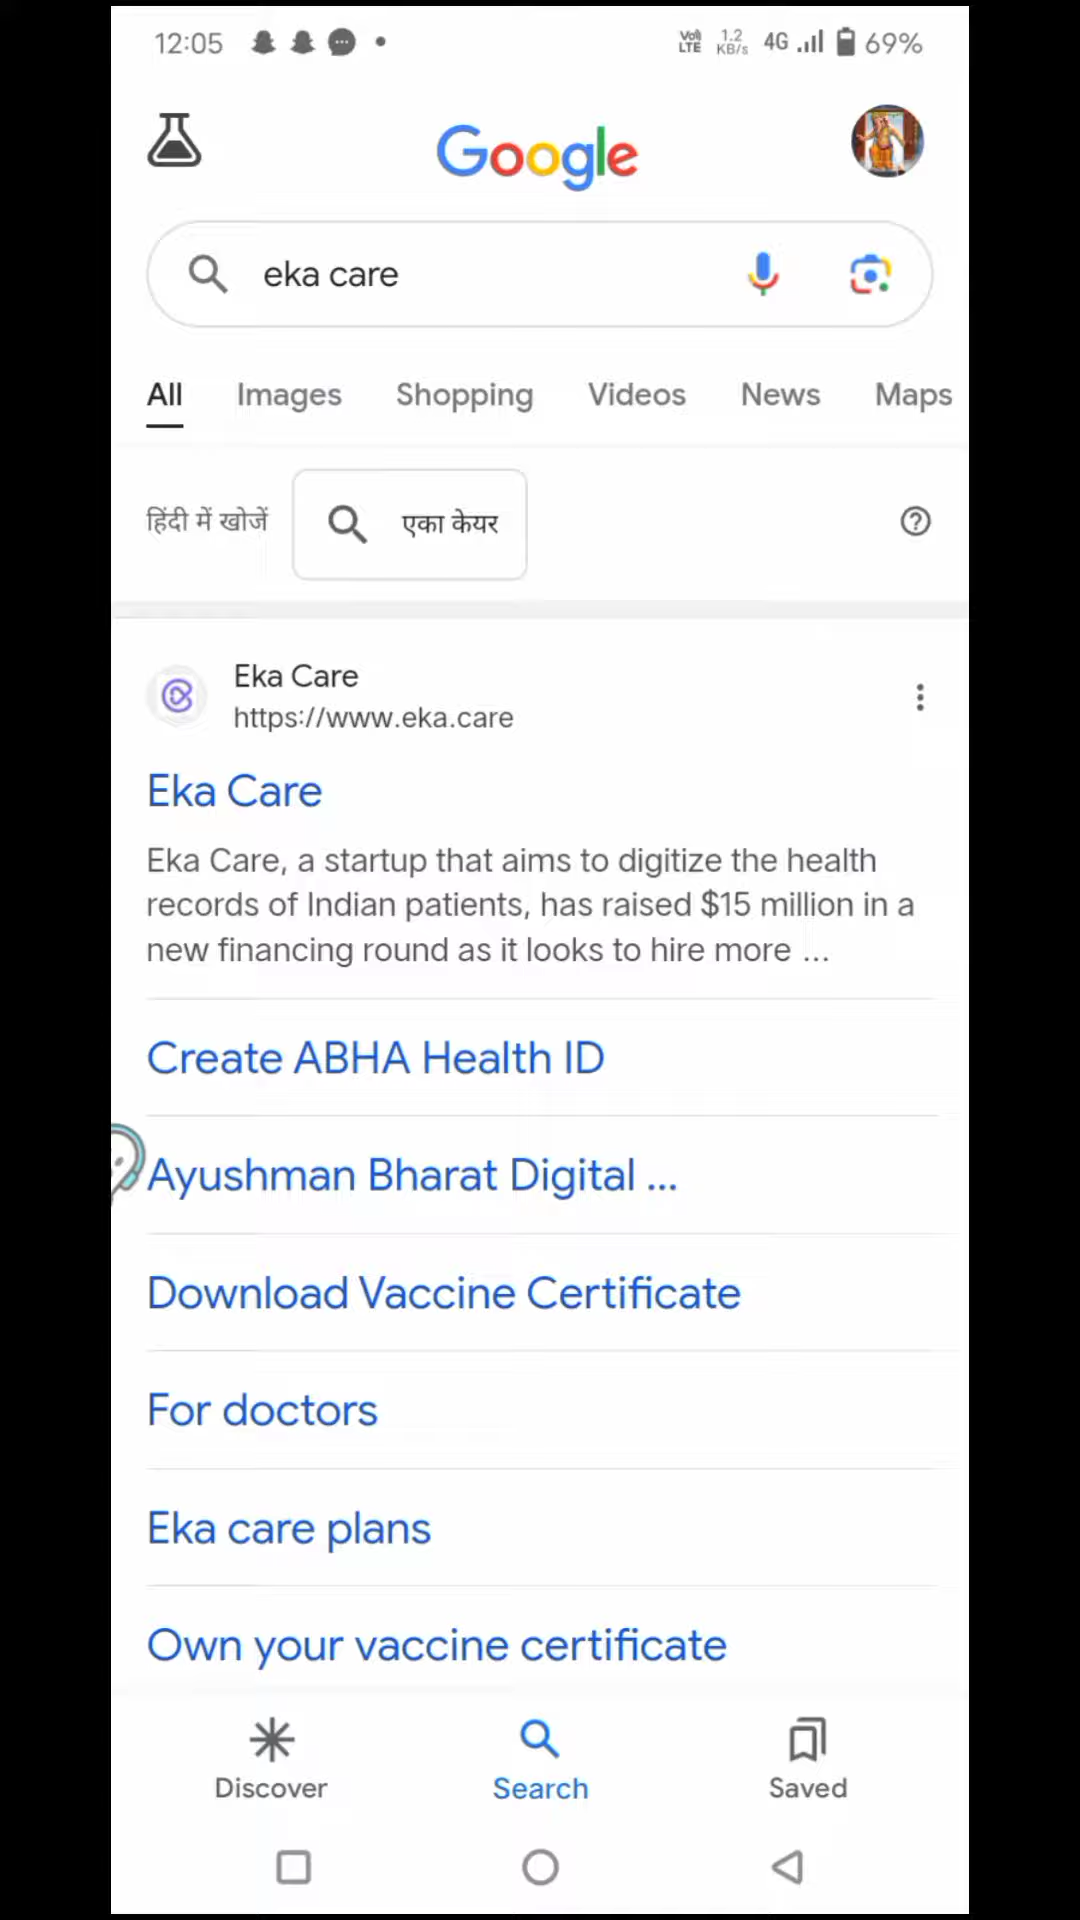 12:05 Vo) LTE 1.2 KB/s 4G 69%
Google
eka care
All Images Shopping Videos News Maps
हिंदी में खोजें एका केयर
Eka Care
https://www.eka.care
Eka Care
Eka Care, a startup that aims to digitize the health
records of Indian patients, has raised $15 million in a
new financing round as it looks to hire more ...
Create ABHA Health ID
Ayushman Bharat Digital ...
Download Vaccine Certificate
For doctors
Eka care plans
Own your vaccine certificate
Discover Search Saved